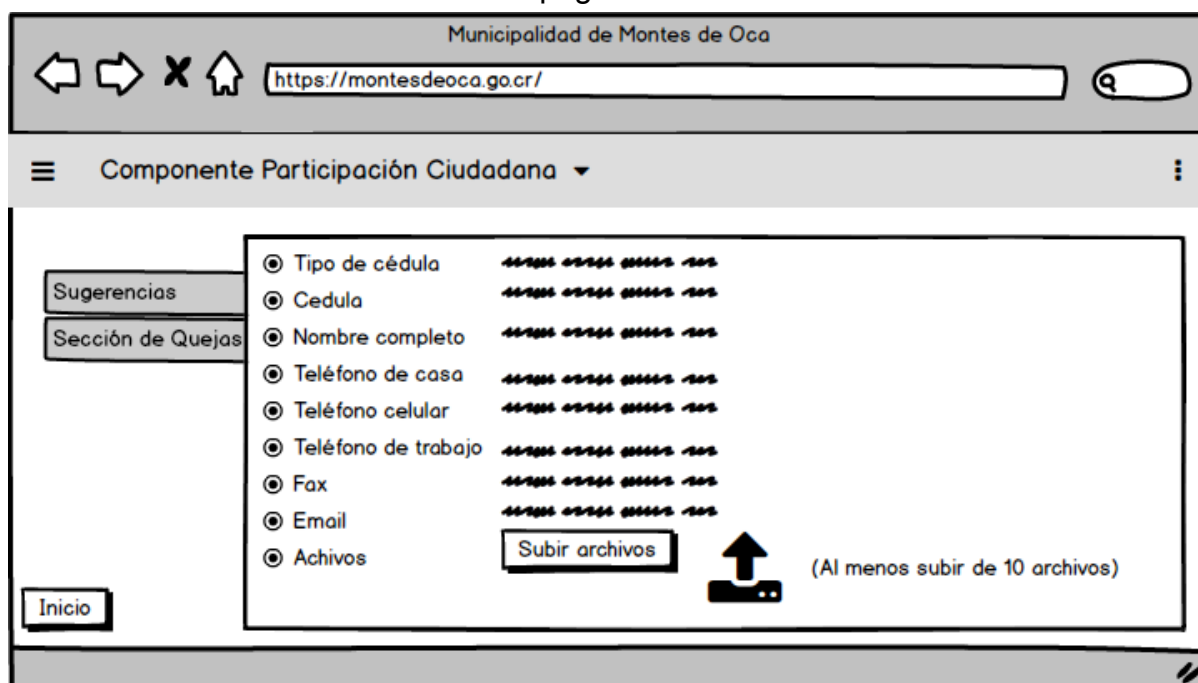 Municipalidad de Montes de Oca
https://montesdeoca.go.cr/
Componente Participación Ciudadana
Sugerencias
Sección de Quejas
Tipo de cédula
Cedula
Nombre completo
Teléfono de casa
Teléfono celular
Teléfono de trabajo
Fax
Email
Achivos
Subir archivos
(Al menos subir de 10 archivos)
Inicio